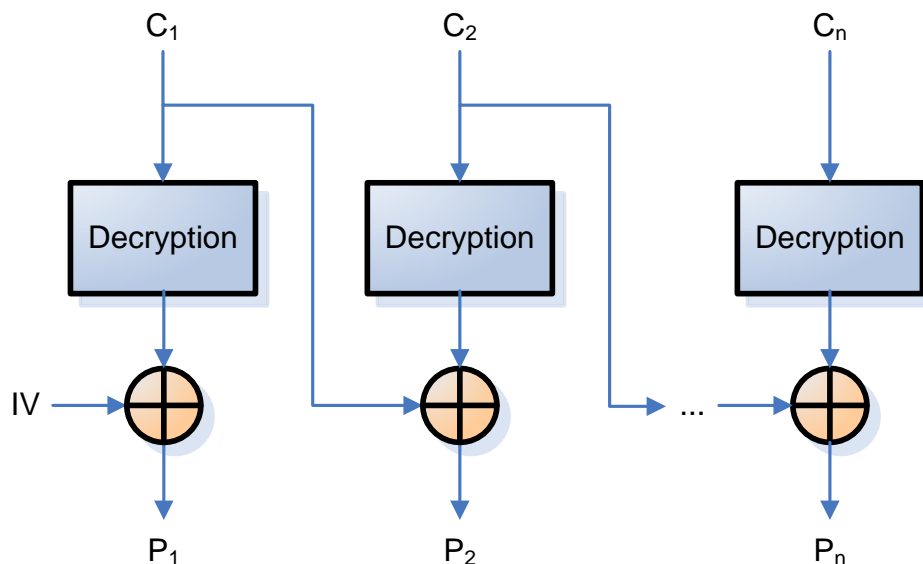 C₁ C₂ Cₙ
Decryption Decryption Decryption
IV ...
P₁ P₂ Pₙ